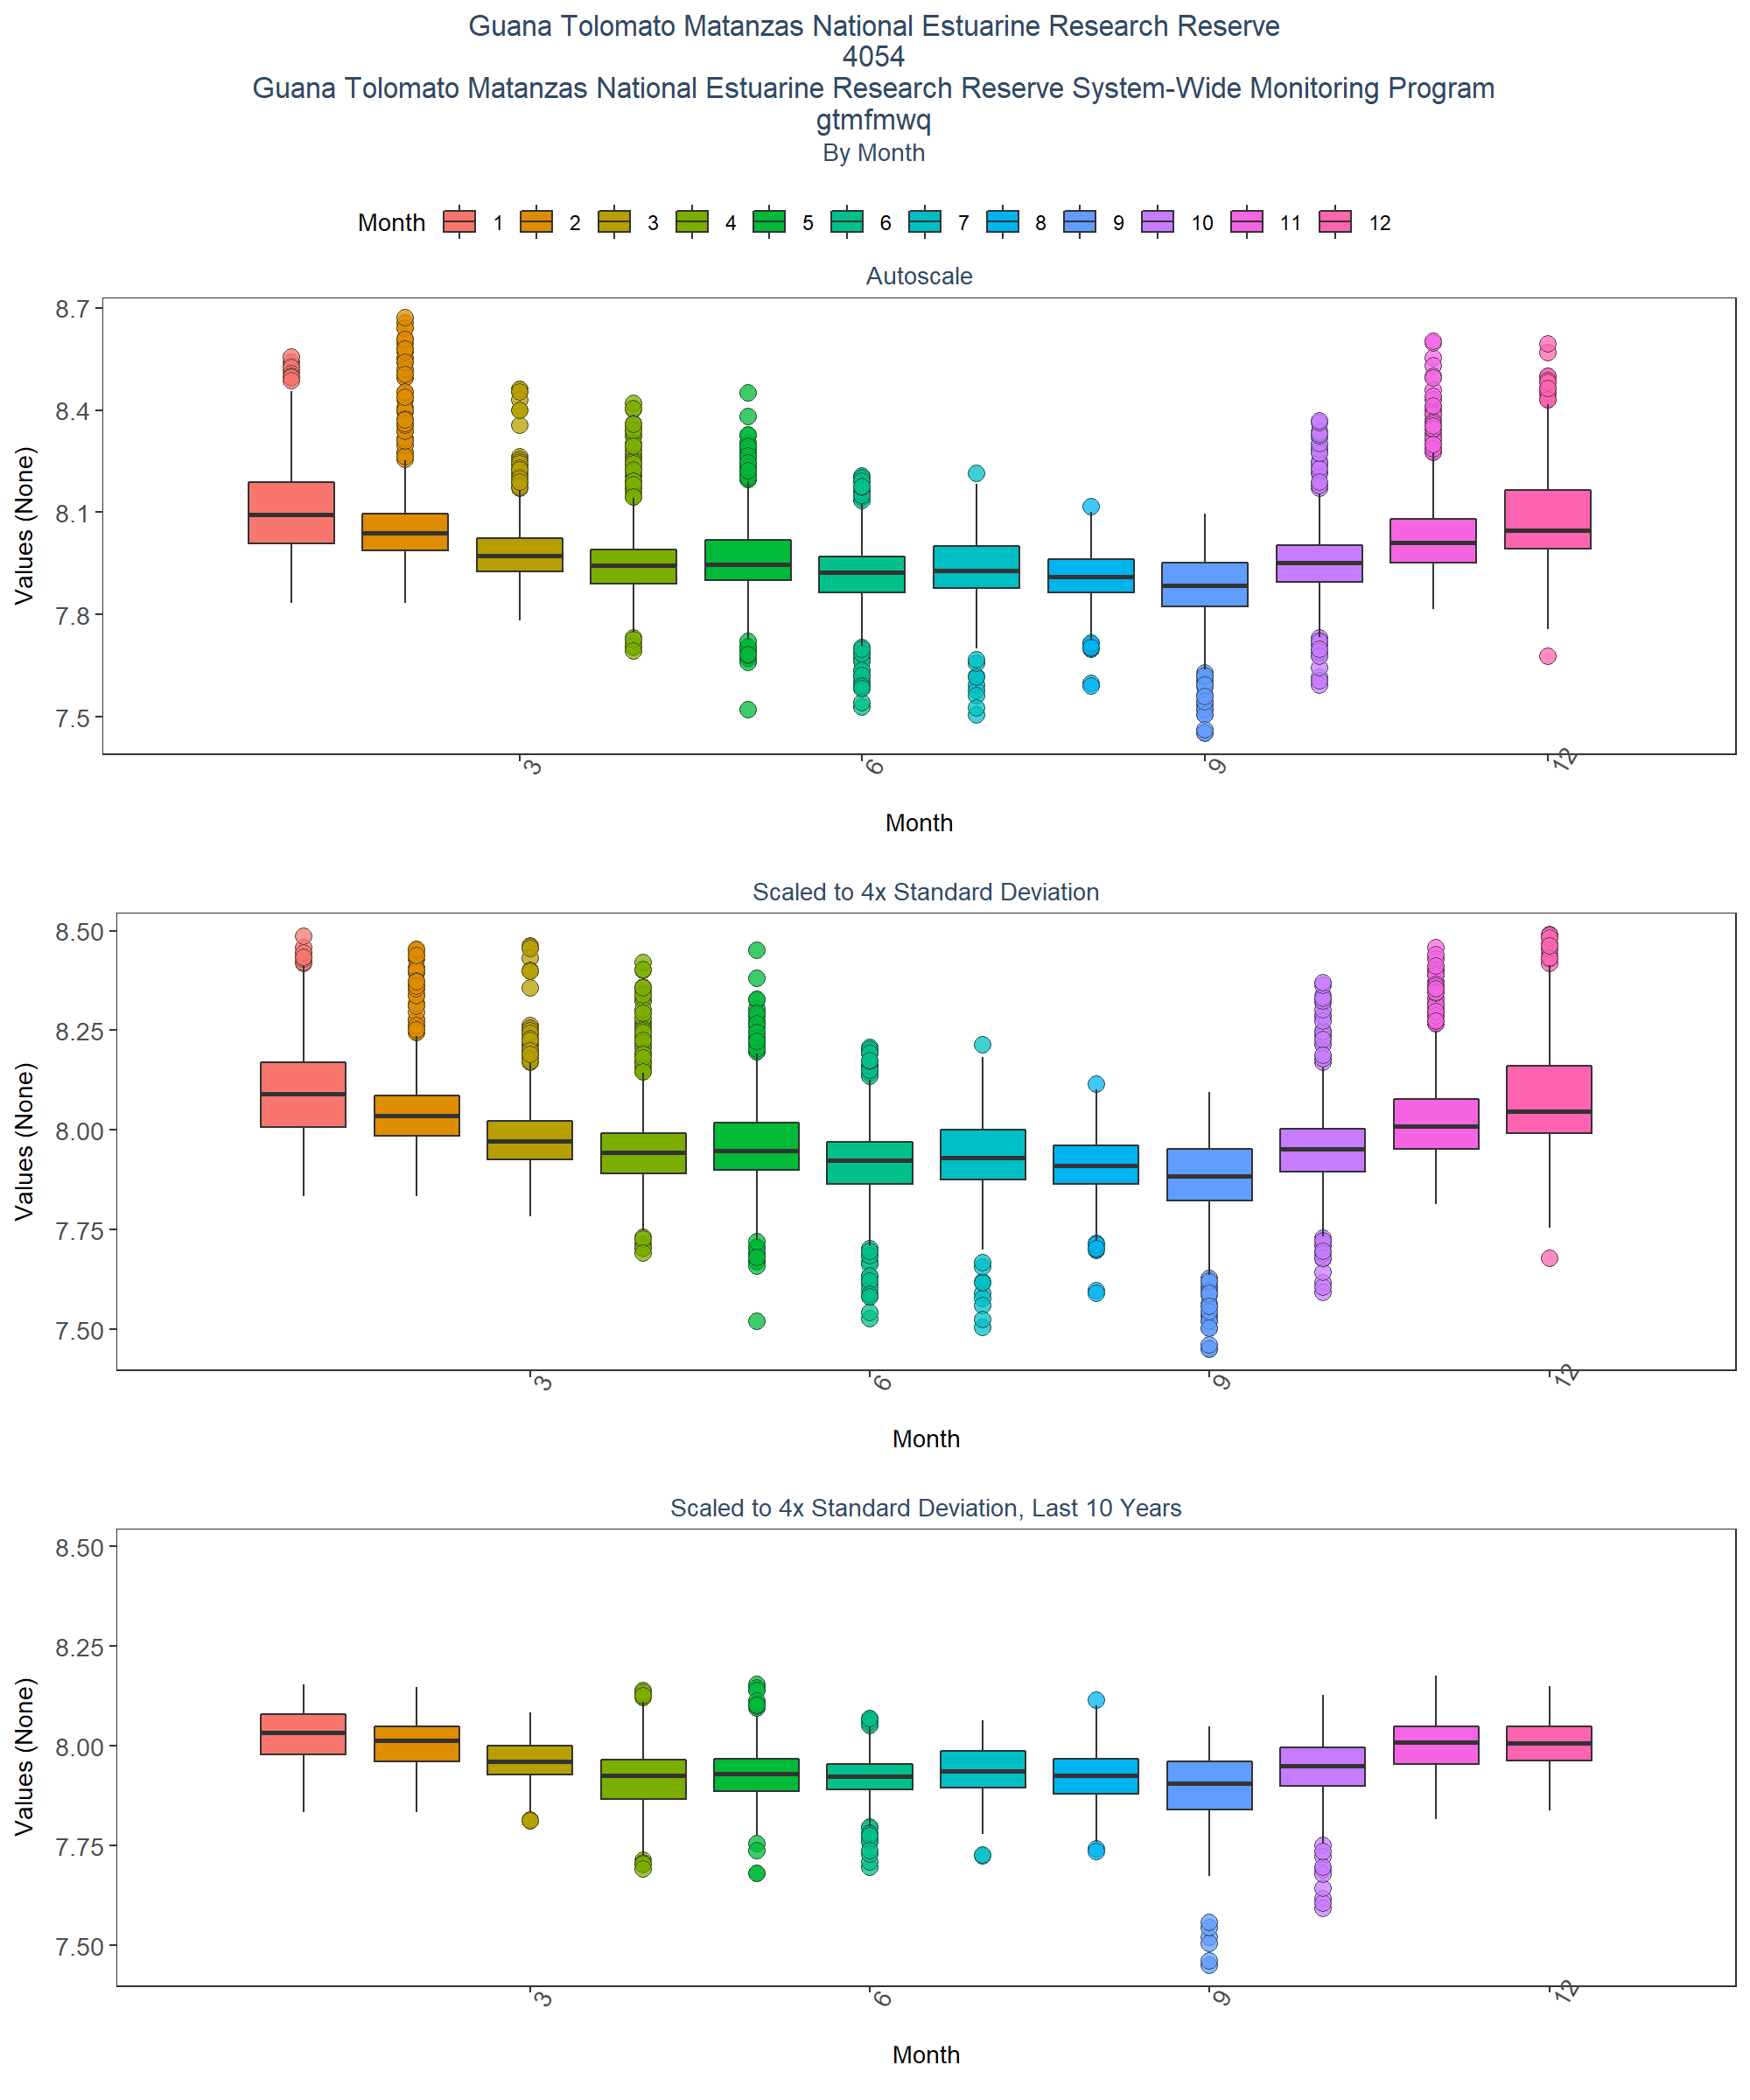 Guana Tolomato Matanzas National Estuarine Research Reserve
4054
Guana Tolomato Matanzas National Estuarine Research Reserve System-Wide Monitoring Program
gtmfmwq
By Month
Month 1 2 3 4 5 6 7 8 9 10 11 12
Autoscale
Values (None)
8.7
8.4
8.1
7.8
7.5
3 6 9 12
Month
Scaled to 4x Standard Deviation
Values (None)
8.50
8.25
8.00
7.75
7.50
3 6 9 12
Month
Scaled to 4x Standard Deviation, Last 10 Years
Values (None)
8.50
8.25
8.00
7.75
7.50
3 6 9 12
Month